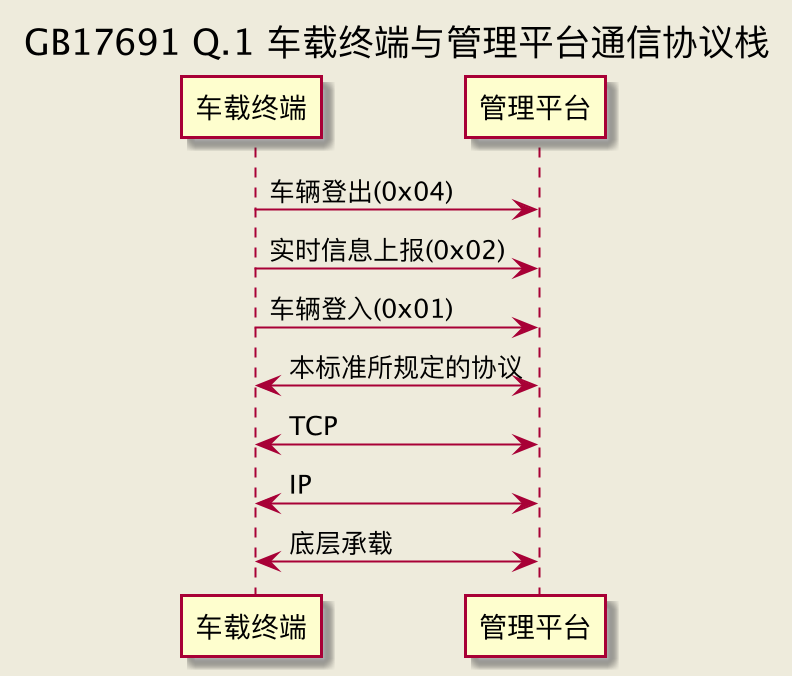 GB17691 Q.1 车载终端与管理平台通信协议栈
车载终端 管理平台
车辆登出(0x04)
实时信息上报(0x02)
车辆登入(0x01)
本标准所规定的协议
TCP
IP
底层承载
车载终端 管理平台